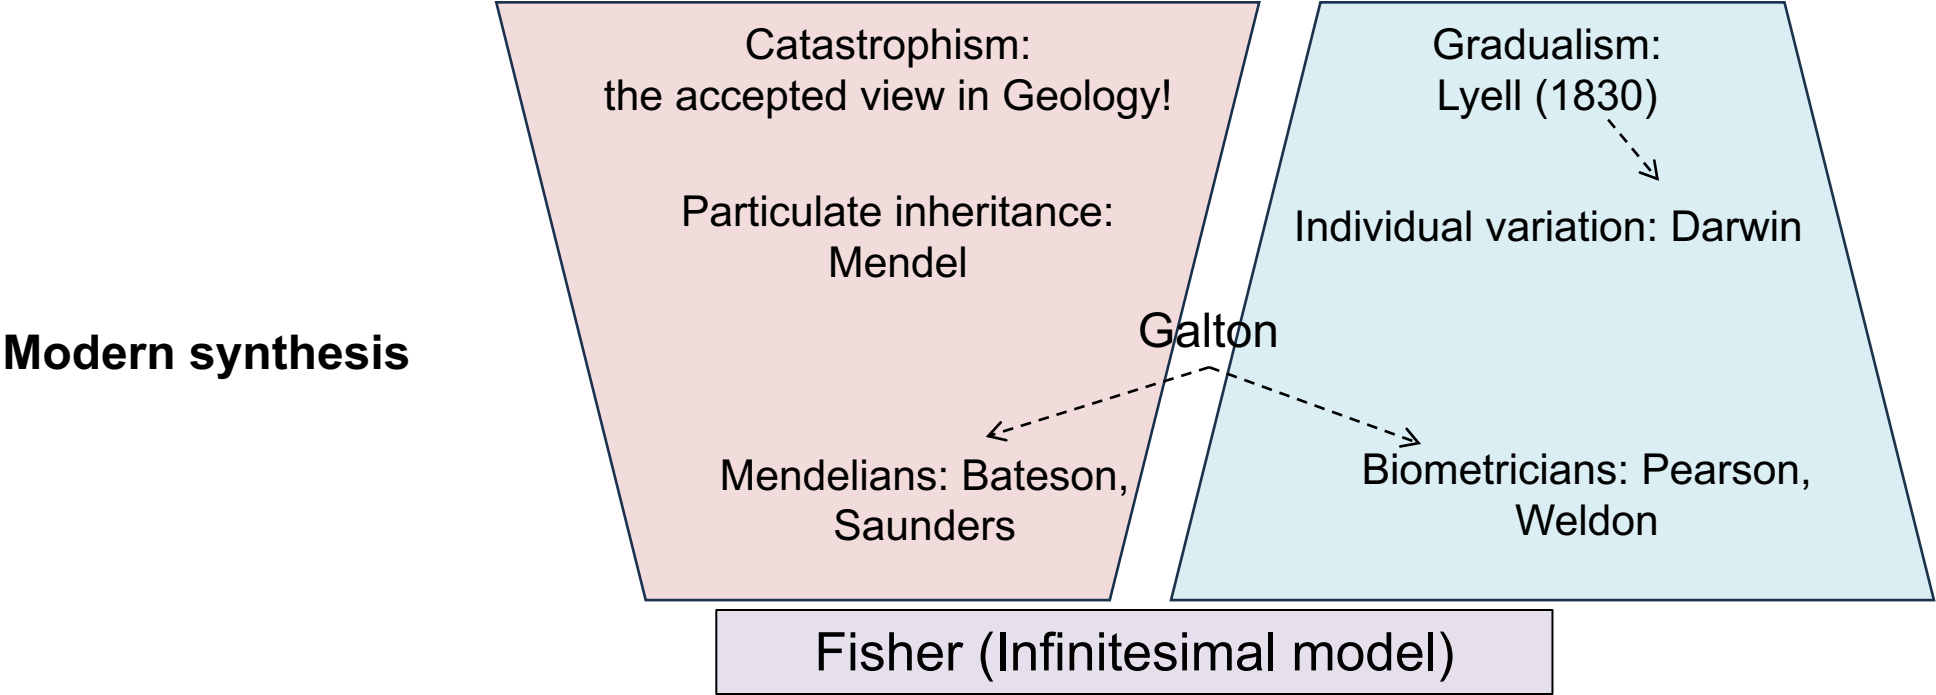 Catastrophism:
the accepted view in Geology!
Gradualism:
Lyell (1830)
Particulate inheritance:
Mendel
Individual variation: Darwin
Galton
Modern synthesis
Mendelians: Bateson,
Saunders
Biometricians: Pearson,
Weldon
Fisher (Infinitesimal model)